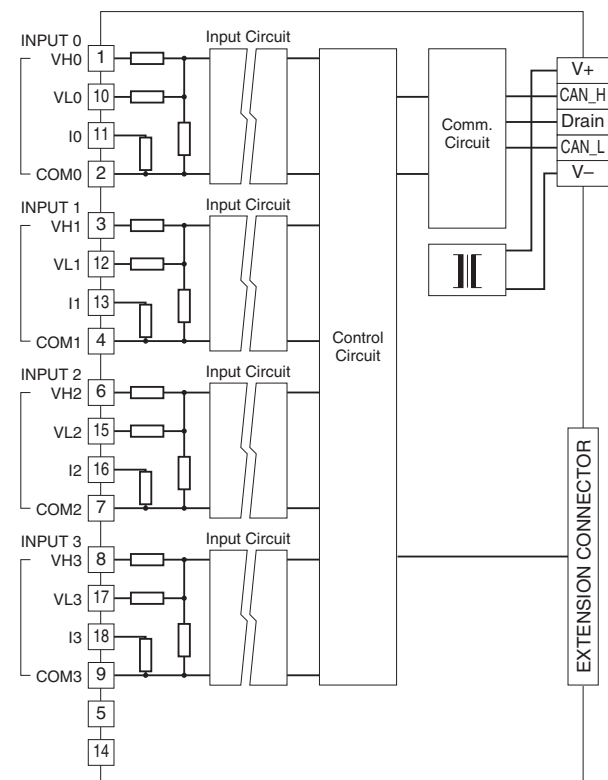 INPUT 0
Input Circuit
VH0 1
VL0 10
I0 11
COM0 2
INPUT 1
Input Circuit
VH1 3
VL1 12
I1 13
COM1 4
INPUT 2
Input Circuit
VH2 6
VL2 15
I2 16
COM2 7
INPUT 3
Input Circuit
VH3 8
VL3 17
I3 18
COM3 9
5
14
Control
Circuit
Comm.
Circuit
V+
CAN_H
Drain
CAN_L
V–
EXTENSION CONNECTOR